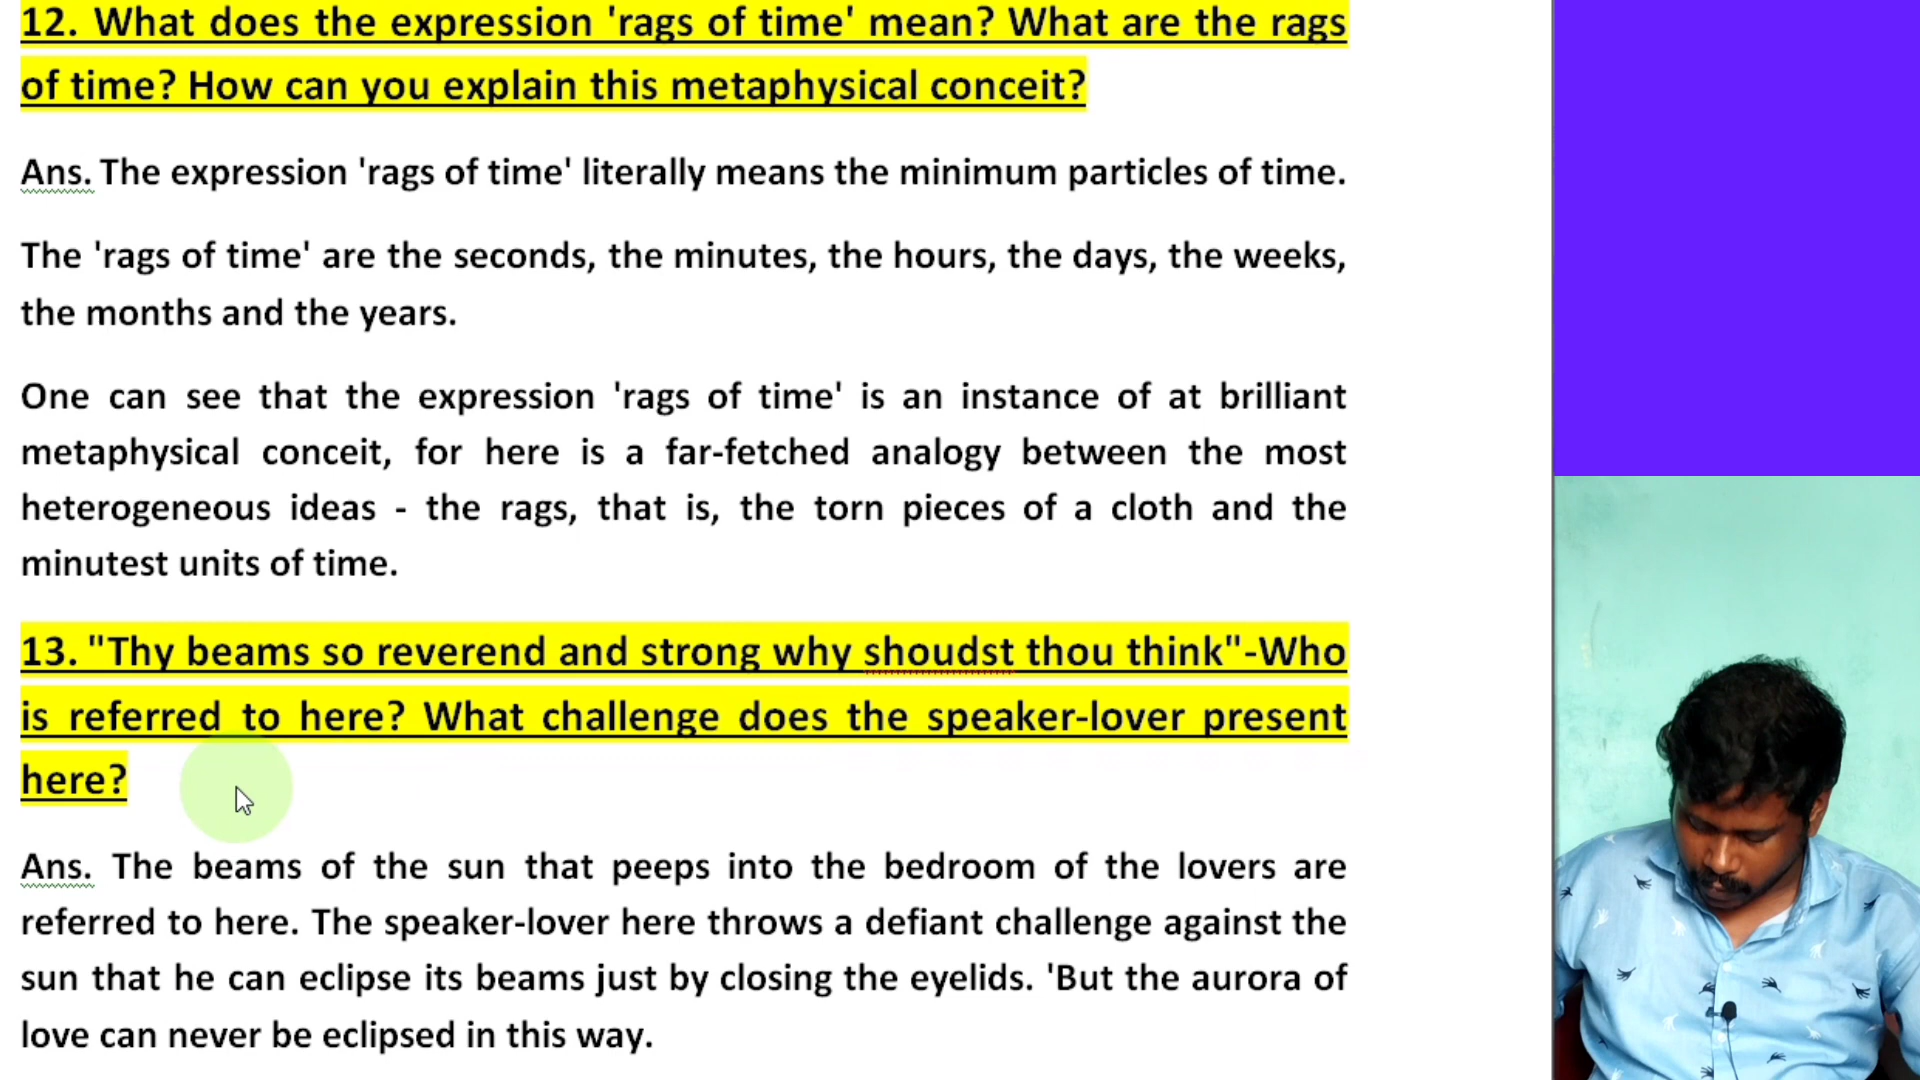 12. What does the expression 'rags of time' mean? What are the rags
of time? How can you explain this metaphysical conceit?
Ans. The expression 'rags of time' literally means the minimum particles of time.
The 'rags of time' are the seconds, the minutes, the hours, the days, the weeks,
the months and the years.
One can see that the expression 'rags of time' is an instance of at brilliant
metaphysical conceit, for here is a far-fetched analogy between the most
heterogeneous ideas - the rags, that is, the torn pieces of a cloth and the
minutest units of time.
13. "Thy beams so reverend and strong why shoudst thou think"-Who
is referred to here? What challenge does the speaker-lover present
here?
Ans. The beams of the sun that peeps into the bedroom of the lovers are
referred to here. The speaker-lover here throws a defiant challenge against the
sun that he can eclipse its beams just by closing the eyelids. 'But the aurora of
love can never be eclipsed in this way.